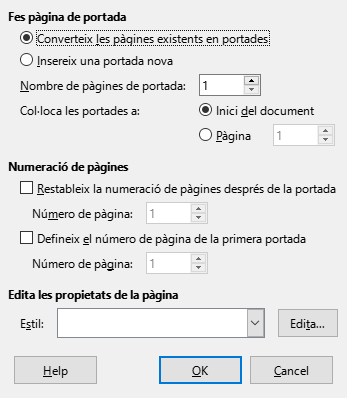 Fes pàgina de portada
Converteix les pàgines existents en portades
Insereix una portada nova
Nombre de pàgines de portada: 1
Col·loca les portades a: Inici del document
Pàgina 1
Numeració de pàgines
Restableix la numeració de pàgines després de la portada
Número de pàgina: 1
Defineix el número de pàgina de la primera portada
Número de pàgina: 1
Edita les propietats de la pàgina
Estil: Edita...
Help OK Cancel